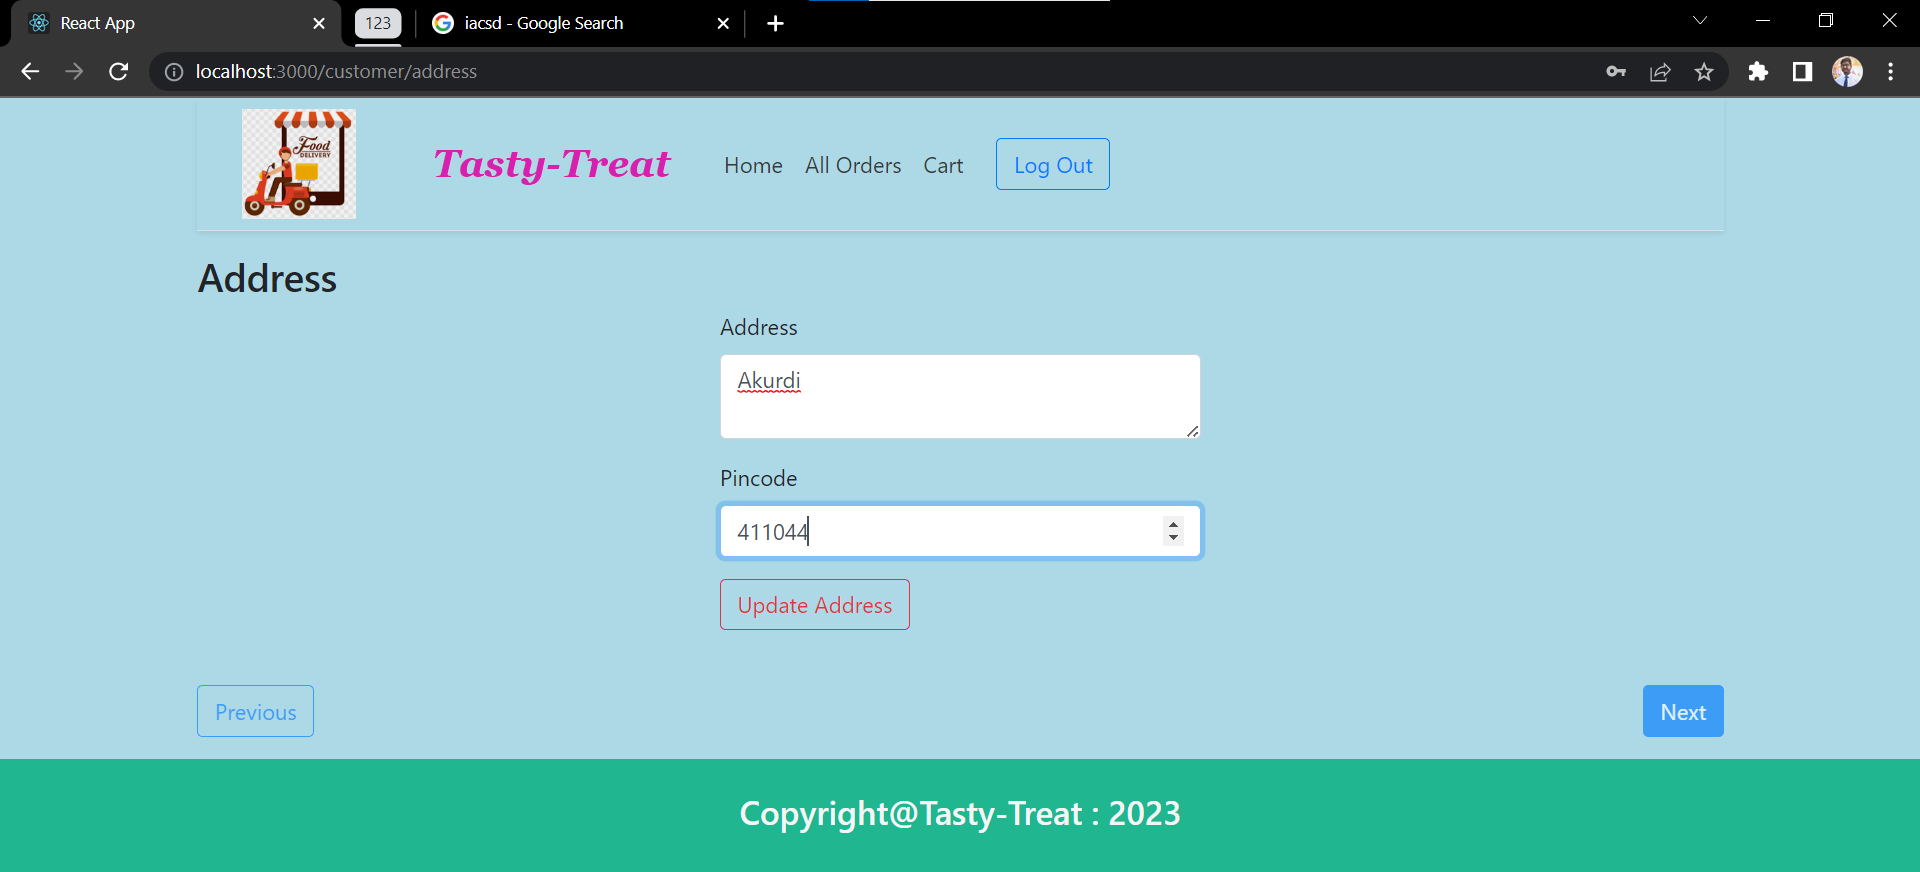 React App
123
iacsd - Google Search
localhost:3000/customer/address
Food
DELIVERY
Tasty-Treat
Home
All Orders
Cart
Log Out
Address
Address
Akurdi
Pincode
411044
Update Address
Previous
Next
Copyright@Tasty-Treat : 2023